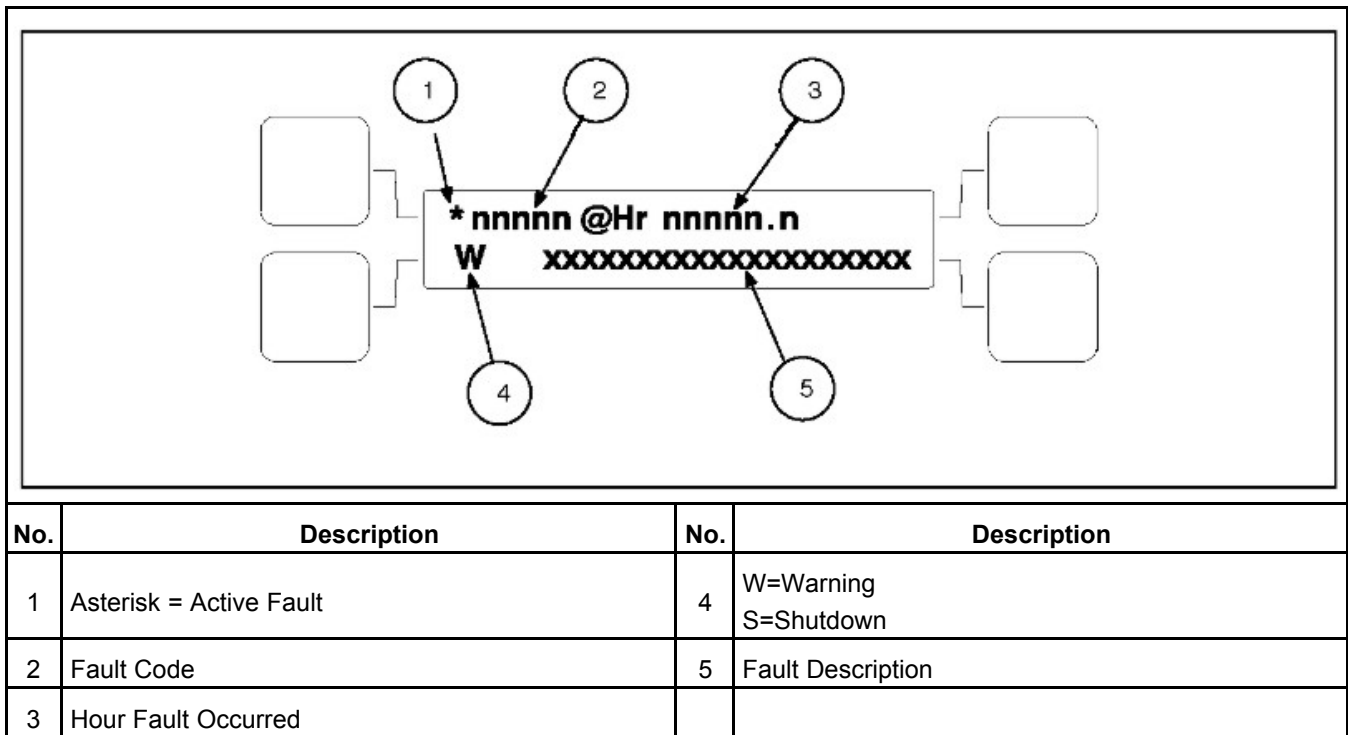 1 2 3
* nnnnn @Hr nnnnn.n
W xxxxxxxxxxxxxxxxxxxxx
4 5
No. Description No. Description
1 Asterisk = Active Fault 4 W=Warning
S=Shutdown
2 Fault Code 5 Fault Description
3 Hour Fault Occurred